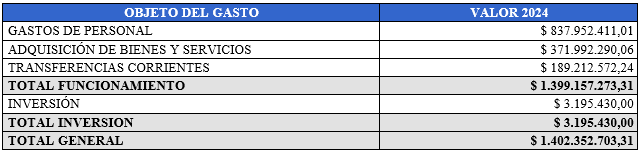 OBJETO DEL GASTO VALOR 2024
GASTOS DE PERSONAL $ 837.952.411,01
ADQUISICIÓN DE BIENES Y SERVICIOS $ 371.992.290,06
TRANSFERENCIAS CORRIENTES $ 189.212.572,24
TOTAL FUNCIONAMIENTO $ 1.399.157.273,31
INVERSIÓN $ 3.195.430,00
TOTAL INVERSION $ 3.195.430,00
TOTAL GENERAL $ 1.402.352.703,31